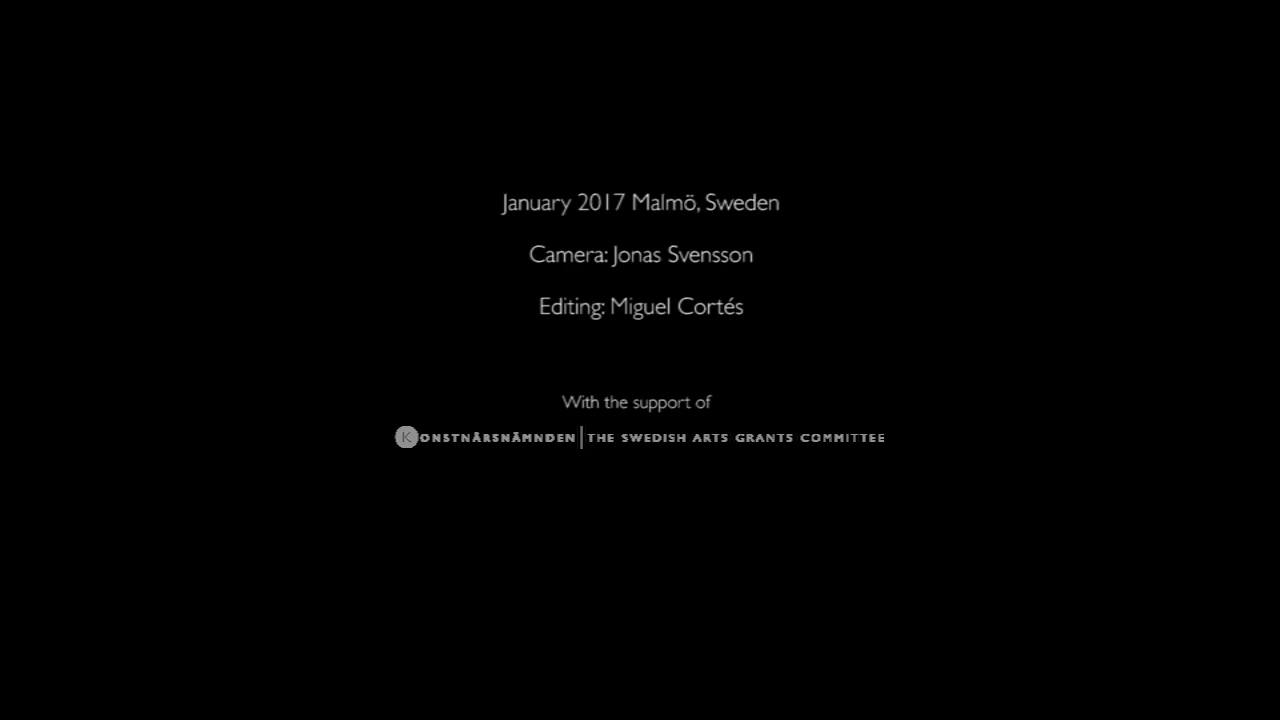 January 2017 Malmö, Sweden
Camera: Jonas Svensson
Editing: Miguel Cortés
With the support of
KONSTNÄRSNÄMNDEN|THE SWEDISH ARTS GRANTS COMMITTEE